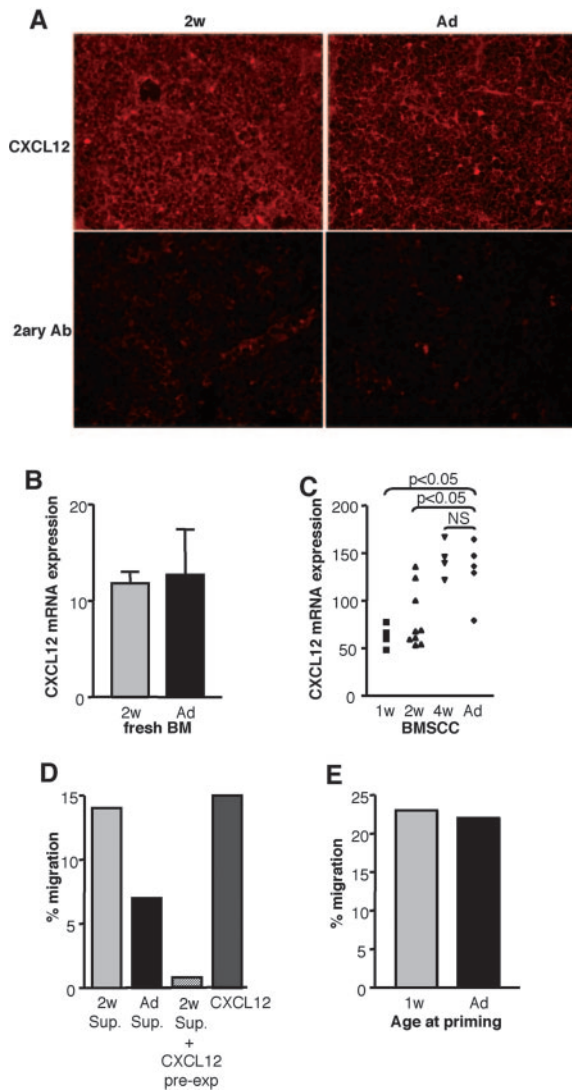 A
2w Ad
CXCL12
2ary Ab
B
CXCL12 mRNA expression
20
10
0
2w Ad
fresh BM
C
CXCL12 mRNA expression
p<0.05
p<0.05
NS
200
150
100
50
0
1w 2w 4w Ad
BMSCC
D
% migration
15
10
5
0
2w Sup.
Ad Sup.
2w Sup. + CXCL12 pre-exp
CXCL12
E
% migration
25
20
15
10
5
0
1w Ad
Age at priming